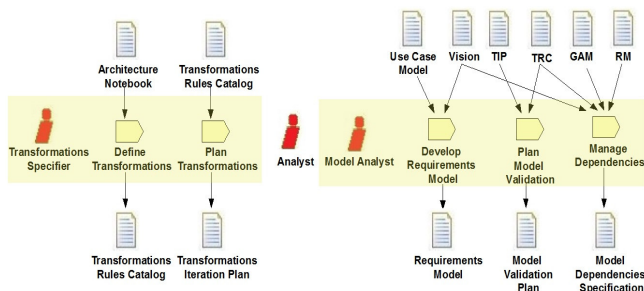 Architecture
Notebook
Transformations
Rules Catalog
Transformations
Specifier
Define
Transformations
Plan
Transformations
Transformations
Rules Catalog
Transformations
Iteration Plan
Analyst
Use Case
Model
Vision
TIP
TRC
GAM
RM
Model Analyst
Develop
Requirements
Model
Plan
Model
Validation
Manage
Dependencies
Requirements
Model
Model
Validation
Plan
Model
Dependencies
Specification